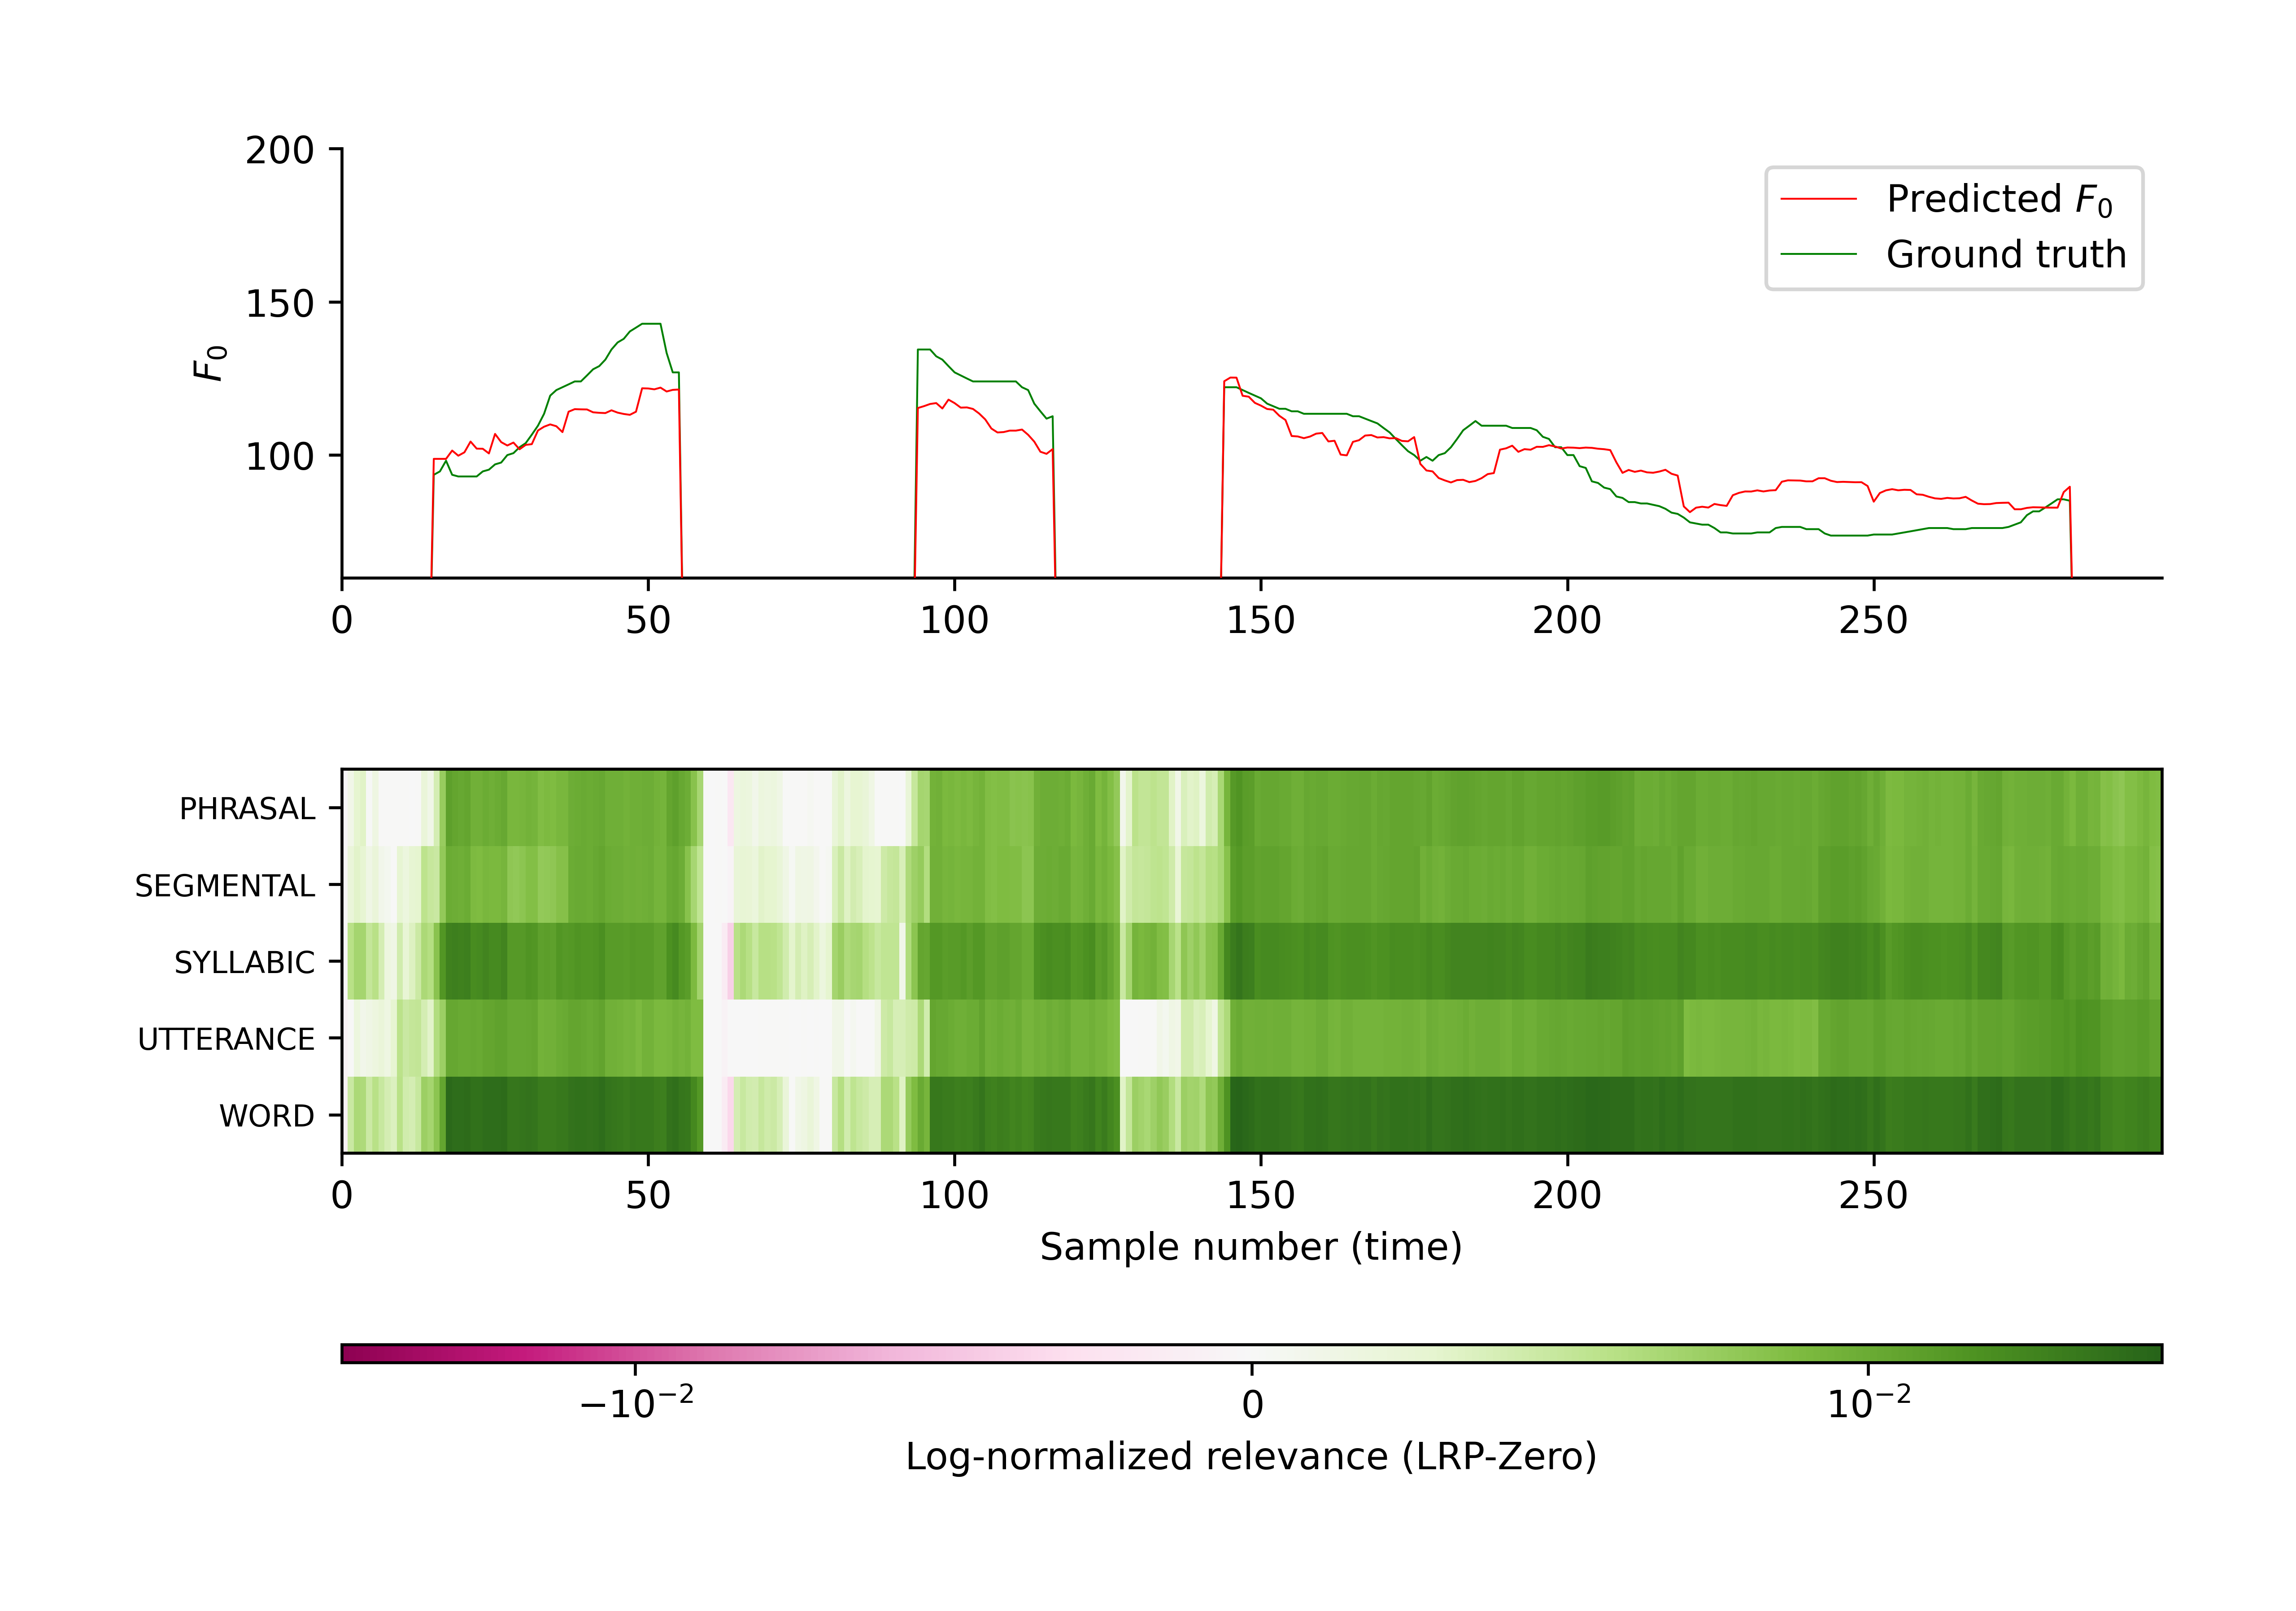 200
150
100
F₀
Predicted F₀
Ground truth
0 50 100 150 200 250
PHRASAL
SEGMENTAL
SYLLABIC
UTTERANCE
WORD
0 50 100 150 200 250
Sample number (time)
−10⁻² 0 10⁻²
Log-normalized relevance (LRP-Zero)